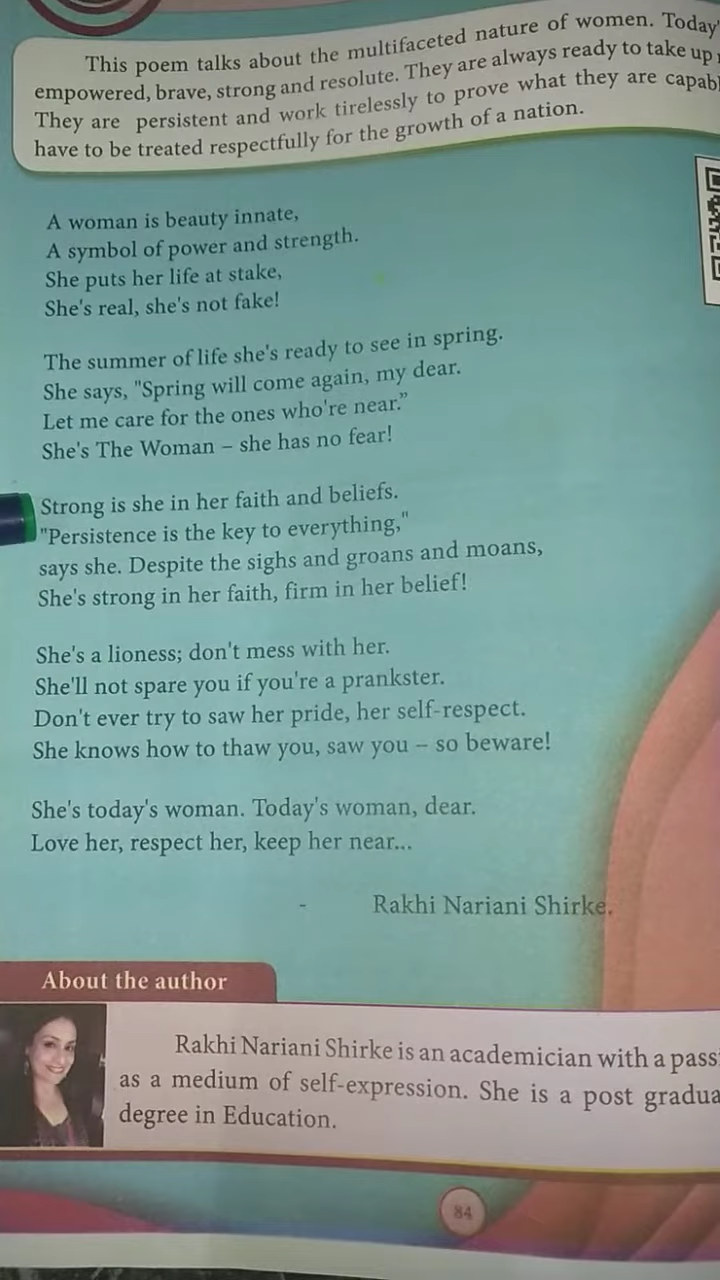 This poem talks about the multifaceted nature of women. Today
empowered, brave, strong and resolute. They are always ready to take up
They are persistent and work tirelessly to prove what they are
have to be treated respectfully for the growth of a nation.
A woman is beauty innate,
A symbol of power and strength.
She puts her life at stake,
She's real, she's not fake!
The summer of life she's ready to see in spring.
She says, "Spring will come again, my dear.
Let me care for the ones who're near.”
She's The Woman – she has no fear!
Strong is she in her faith and beliefs.
"Persistence is the key to everything,"
says she. Despite the sighs and groans and moans,
She's strong in her faith, firm in her belief!
She's a lioness; don't mess with her.
She'll not spare you if you're a prankster.
Don't ever try to saw her pride, her self-respect.
She knows how to thaw you, saw you – so beware!
She's today's woman. Today's woman, dear.
Love her, respect her, keep her near...
- Rakhi Nariani Shirke.
About the author
Rakhi Nariani Shirke is an academician with a
as a medium of self-expression. She is a post
degree in Education.
84